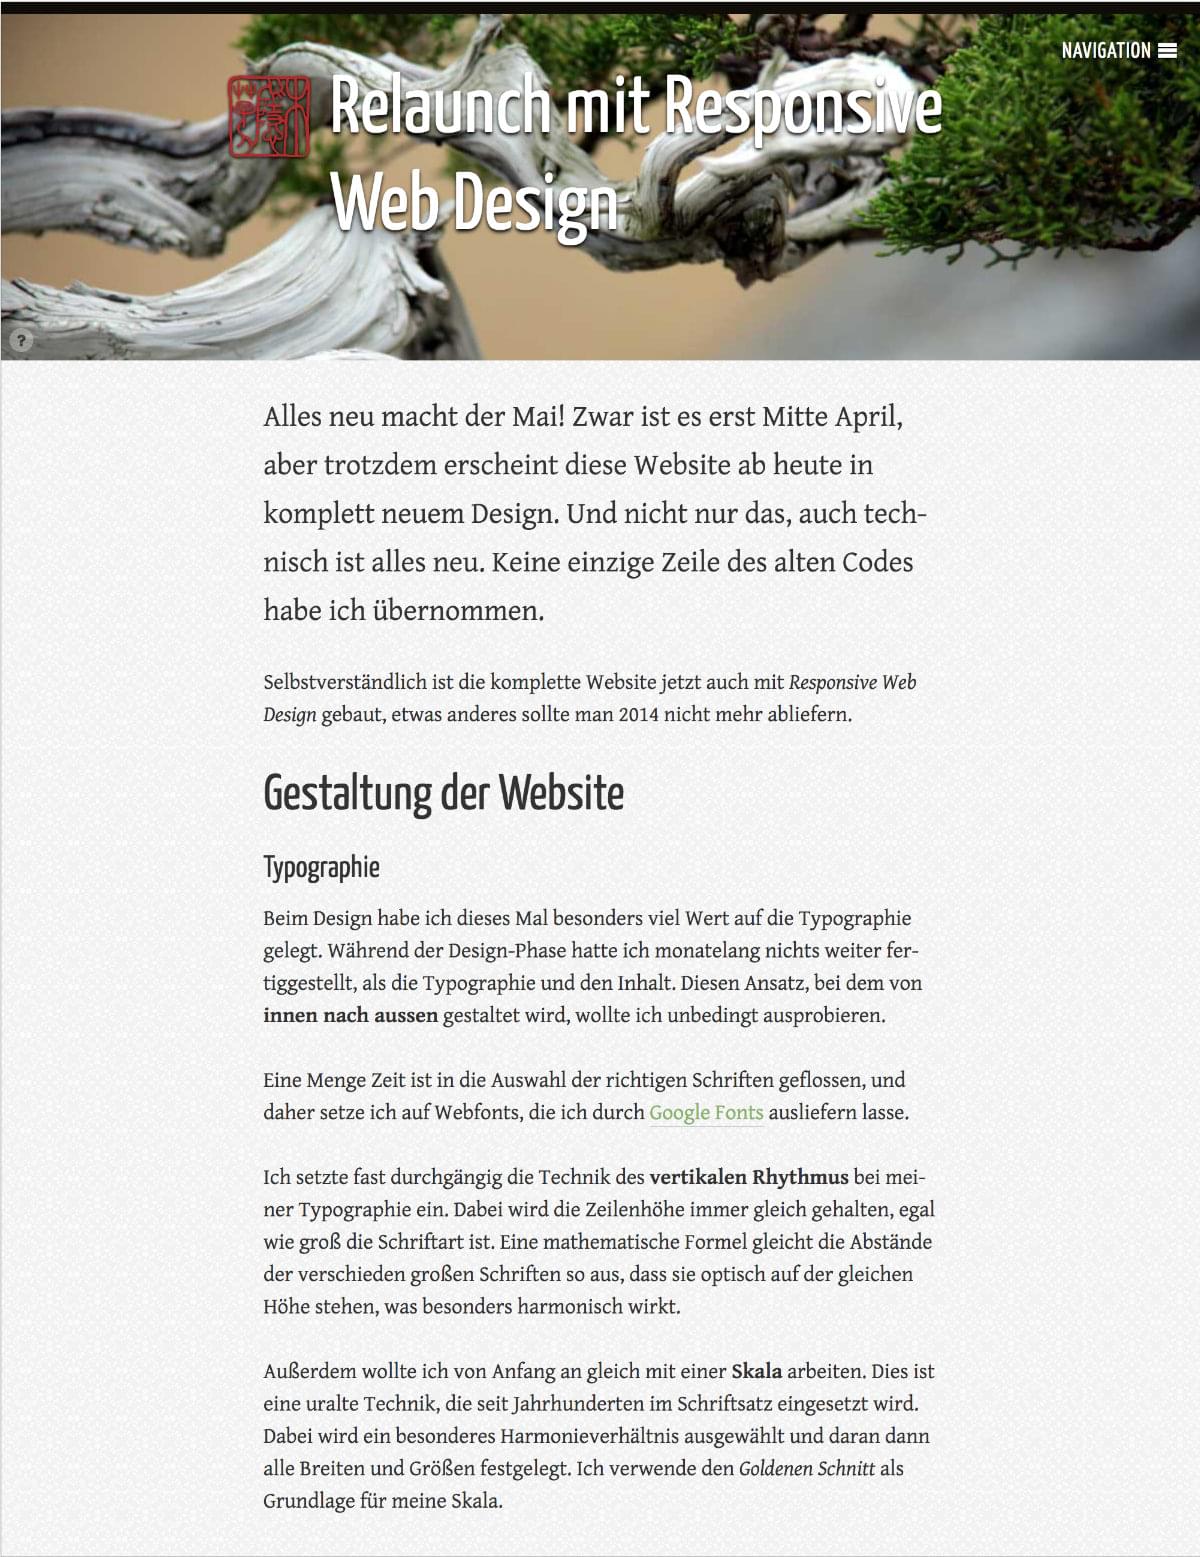 NAVIGATION
Relaunch mit Responsive
Web Design
?
Alles neu macht der Mai! Zwar ist es erst Mitte April,
aber trotzdem erscheint diese Website ab heute in
komplett neuem Design. Und nicht nur das, auch tech-
nisch ist alles neu. Keine einzige Zeile des alten Codes
habe ich übernommen.
Selbstverständlich ist die komplette Website jetzt auch mit Responsive Web
Design gebaut, etwas anderes sollte man 2014 nicht mehr abliefern.
Gestaltung der Website
Typographie
Beim Design habe ich dieses Mal besonders viel Wert auf die Typographie
gelegt. Während der Design-Phase hatte ich monatelang nichts weiter fer-
tiggestellt, als die Typographie und den Inhalt. Diesen Ansatz, bei dem von
innen nach aussen gestaltet wird, wollte ich unbedingt ausprobieren.
Eine Menge Zeit ist in die Auswahl der richtigen Schriften geflossen, und
daher setze ich auf Webfonts, die ich durch Google Fonts ausliefern lasse.
Ich setzte fast durchgängig die Technik des vertikalen Rhythmus bei mei-
ner Typographie ein. Dabei wird die Zeilenhöhe immer gleich gehalten, egal
wie groß die Schriftart ist. Eine mathematische Formel gleicht die Abstände
der verschieden großen Schriften so aus, dass sie optisch auf der gleichen
Höhe stehen, was besonders harmonisch wirkt.
Außerdem wollte ich von Anfang an gleich mit einer Skala arbeiten. Dies ist
eine uralte Technik, die seit Jahrhunderten im Schriftsatz eingesetzt wird.
Dabei wird ein besonderes Harmonieverhältnis ausgewählt und daran dann
alle Breiten und Größen festgelegt. Ich verwende den Goldenen Schnitt als
Grundlage für meine Skala.